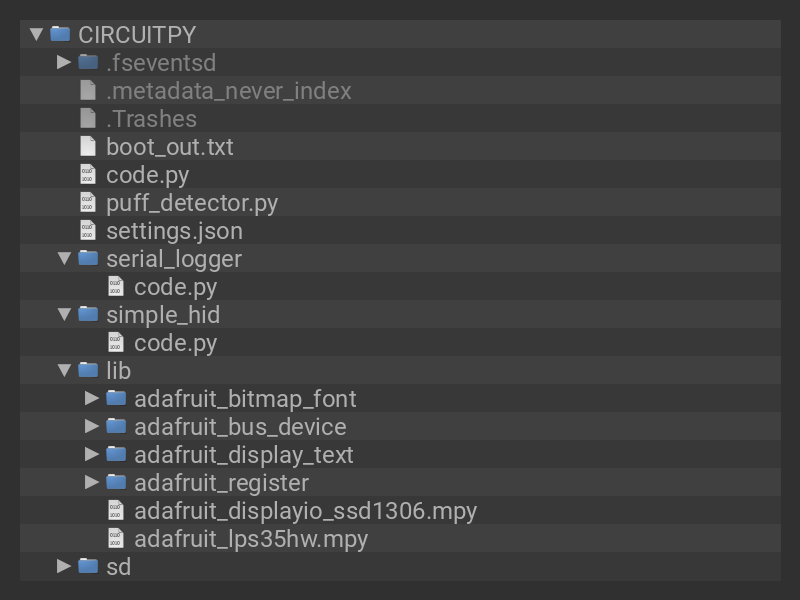 CIRCUITPY
.fseventsd
.metadata_never_index
.Trashes
boot_out.txt
code.py
puff_detector.py
settings.json
serial_logger
code.py
simple_hid
code.py
lib
adafruit_bitmap_font
adafruit_bus_device
adafruit_display_text
adafruit_register
adafruit_displayio_ssd1306.mpy
adafruit_lps35hw.mpy
sd